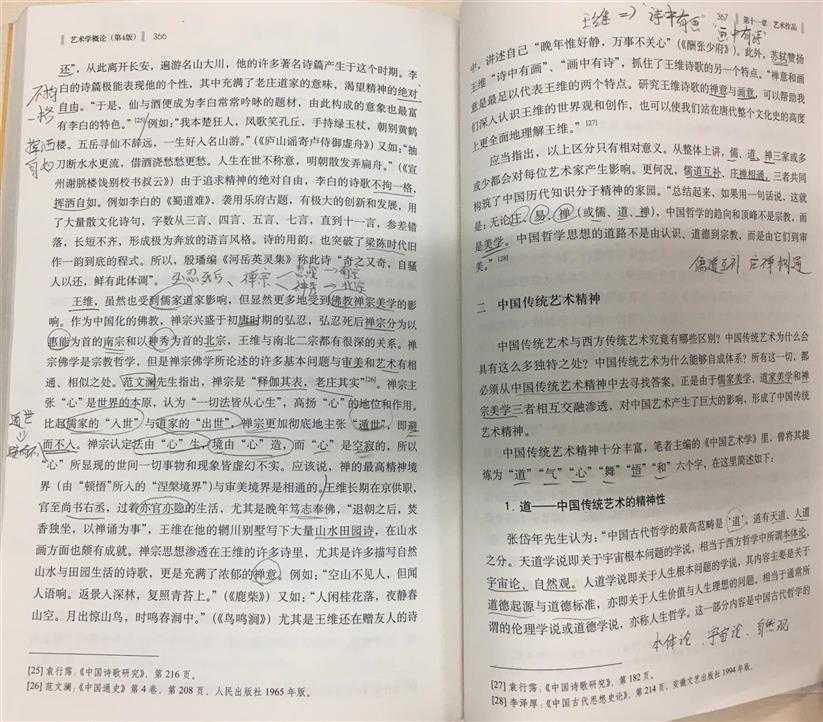 艺术学概论（第4版） 366
还”，从此离开长安，遍游名山大川，他的许多著名诗篇产生于这个时期。李
白的诗篇极能表现他的个性，其中充满了老庄道家的意味，渴望精神的绝对
自由。“于是，仙与酒便成为李白常常吟咏的题材，由此构成的意象也最富
有李白的特色。”[25]例如：“我本楚狂人，凤歌笑孔丘，手持绿玉杖，朝别黄鹤
楼。五岳寻仙不辞远，一生好入名山游。”（《庐山谣寄卢侍御虚舟》）又如：“抽
刀断水水更流，借酒浇愁愁更愁。人生在世不称意，明朝散发弄扁舟。”（《宣
州谢朓楼饯别校书叔云》）由于追求精神的绝对自由，李白的诗歌不拘一格，
挥洒自如。例如李白的《蜀道难》，袭用乐府古题，有极大的创新和发展，用
了大量散文化诗句，字数从三言、四言、五言、七言，直到十一言，参差错
落，长短不齐，形成极为奔放的语言风格。诗的用韵，也突破了梁陈时代旧
作一韵到底的程式。所以，殷璠编《河岳英灵集》称此诗“奇之又奇，自骚
人以还，鲜有此体调”。
王维，虽然也受到儒家道家影响，但显然更多地受到佛教禅宗美学的影
响。作为中国化的佛教，禅宗兴盛于初唐时期的弘忍，弘忍死后禅宗分为以
惠能为首的南宗和以神秀为首的北宗，王维与南北二宗都有很深的关系。禅
宗佛学是宗教哲学，但是禅宗佛学所论述的许多基本问题与审美和艺术有相
通、相似之处。范文澜先生指出，禅宗是“释伽其表，老庄其实”[26]。禅宗主
张“心”是世界的本原，认为“一切法皆从心生”，高扬“心”的地位和作用。
比起儒家的“入世”与道家的“出世”，禅宗更加彻底地主张“遁世”，即避
而不入。禅宗认定法由“心”生，境由“心”造，而“心”是空寂的，所以
“心”所显现的世间一切事物和现象皆虚幻不实。应该说，禅的最高精神境
界（由“顿悟”所入的“涅槃境界”）与审美境界是相通的。王维长期在京供职，
官至尚书右丞，过着亦官亦隐的生活，尤其是晚年笃志奉佛，“退朝之后，焚
香独坐，以禅诵为事”，王维在他的辋川别墅写下大量山水田园诗，在山水
画方面也颇有成就。禅宗思想渗透在王维的许多诗里，尤其是许多描写自然
山水与田园生活的诗歌，更是充满了浓郁的禅意。例如：“空山不见人，但闻
人语响。返景入深林，复照青苔上。”（《鹿柴》）又如：“人闲桂花落，夜静春
山空。月出惊山鸟，时鸣春涧中。”（《鸟鸣涧》）尤其是王维还在赠友人的诗
[25] 袁行霈：《中国诗歌研究》，第216页。
[26] 范文澜：《中国通史》第4卷，第208页，人民出版社1965年版。
不拘
一格
挥洒
自如
弘忍死后、禅宗
惠能→南宗
神秀→北宗
遁世
王维⇒“诗中有画”
“画中有诗”
367 第十一章 艺术作品
中，讲述自己“晚年惟好静，万事不关心”（《酬张少府》）。此外，苏轼赞扬
王维“诗中有画”、“画中有诗”，抓住了王维诗歌的另一个特点。“禅意和画
意是最足以代表王维的两个特点。研究王维诗歌的禅意与画意，可以帮助我
们深入认识王维的世界观和创作，也可以使我们站在唐代整个文化史的高度
上更全面地理解王维。”[27]
应当指出，以上区分只有相对意义。从整体上讲，儒、道、禅三家或多
或少都会对每位艺术家产生影响。更何况，儒道互补，庄禅相通，三者共同
构筑了中国历代知识分子精神的家园。“总结起来，如果用一句话说，这就
是：无论庄、易、禅（或儒、道、禅），中国哲学的趋向和顶峰不是宗教，而
是美学。中国哲学思想的道路不是由认识、道德到宗教，而是由它们到审
美。”[28]
儒道互补 庄禅相通
二 中国传统艺术精神
中国传统艺术与西方传统艺术究竟有哪些区别？中国传统艺术为什么会
具有这么多独特之处？中国传统艺术为什么能够自成体系？所有这一切，都
必须从中国传统艺术精神中去寻找答案。正是由于儒家美学，道家美学和禅
宗美学三者相互交融渗透，对中国艺术产生了巨大的影响，形成了中国传统
艺术精神。
中国传统艺术精神十分丰富，笔者主编的《中国艺术学》里，曾将其提
炼为“道”“气”“心”“舞”“悟”“和”六个字，在这里简述如下：
1. 道——中国传统艺术的精神性
张岱年先生认为：“中国古代哲学的最高范畴是‘道’，道有天道、人道
之分。天道学说即关于宇宙根本问题的学说，相当于西方哲学中所谓本体论，
宇宙论、自然观。人道学说即关于人生根本问题的学说，其内容主要是关于
道德起源与道德标准，亦即关于人生价值与人生理想的问题，相当于通常所
谓的伦理学说或道德学说，亦称人生哲学。这一部分内容是中国古代哲学的
本体论、宇宙论、自然观
[27] 袁行霈：《中国诗歌研究》，第182页。
[28] 李泽厚：《中国古代思想史论》，第214页，安徽文艺出版社1994年版。